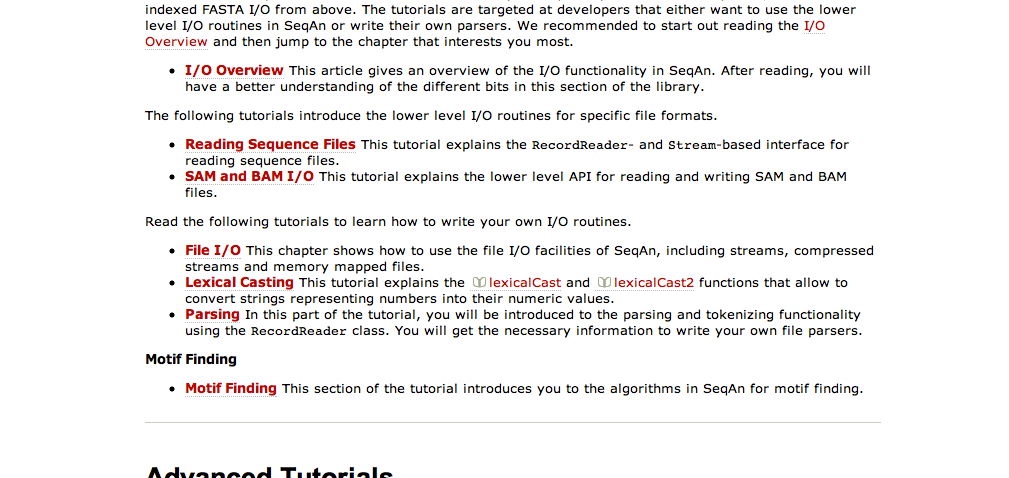 indexed FASTA I/O from above. The tutorials are targeted at developers that either want to use the lower
level I/O routines in SeqAn or write their own parsers. We recommended to start out reading the I/O
Overview and then jump to the chapter that interests you most.
I/O Overview This article gives an overview of the I/O functionality in SeqAn. After reading, you will
have a better understanding of the different bits in this section of the library.
The following tutorials introduce the lower level I/O routines for specific file formats.
Reading Sequence Files This tutorial explains the RecordReader- and Stream-based interface for
reading sequence files.
SAM and BAM I/O This tutorial explains the lower level API for reading and writing SAM and BAM
files.
Read the following tutorials to learn how to write your own I/O routines.
File I/O This chapter shows how to use the file I/O facilities of SeqAn, including streams, compressed
streams and memory mapped files.
Lexical Casting This tutorial explains the lexicalCast and lexicalCast2 functions that allow to
convert strings representing numbers into their numeric values.
Parsing In this part of the tutorial, you will be introduced to the parsing and tokenizing functionality
using the RecordReader class. You will get the necessary information to write your own file parsers.
Motif Finding
Motif Finding This section of the tutorial introduces you to the algorithms in SeqAn for motif finding.
Advanced Tutorials